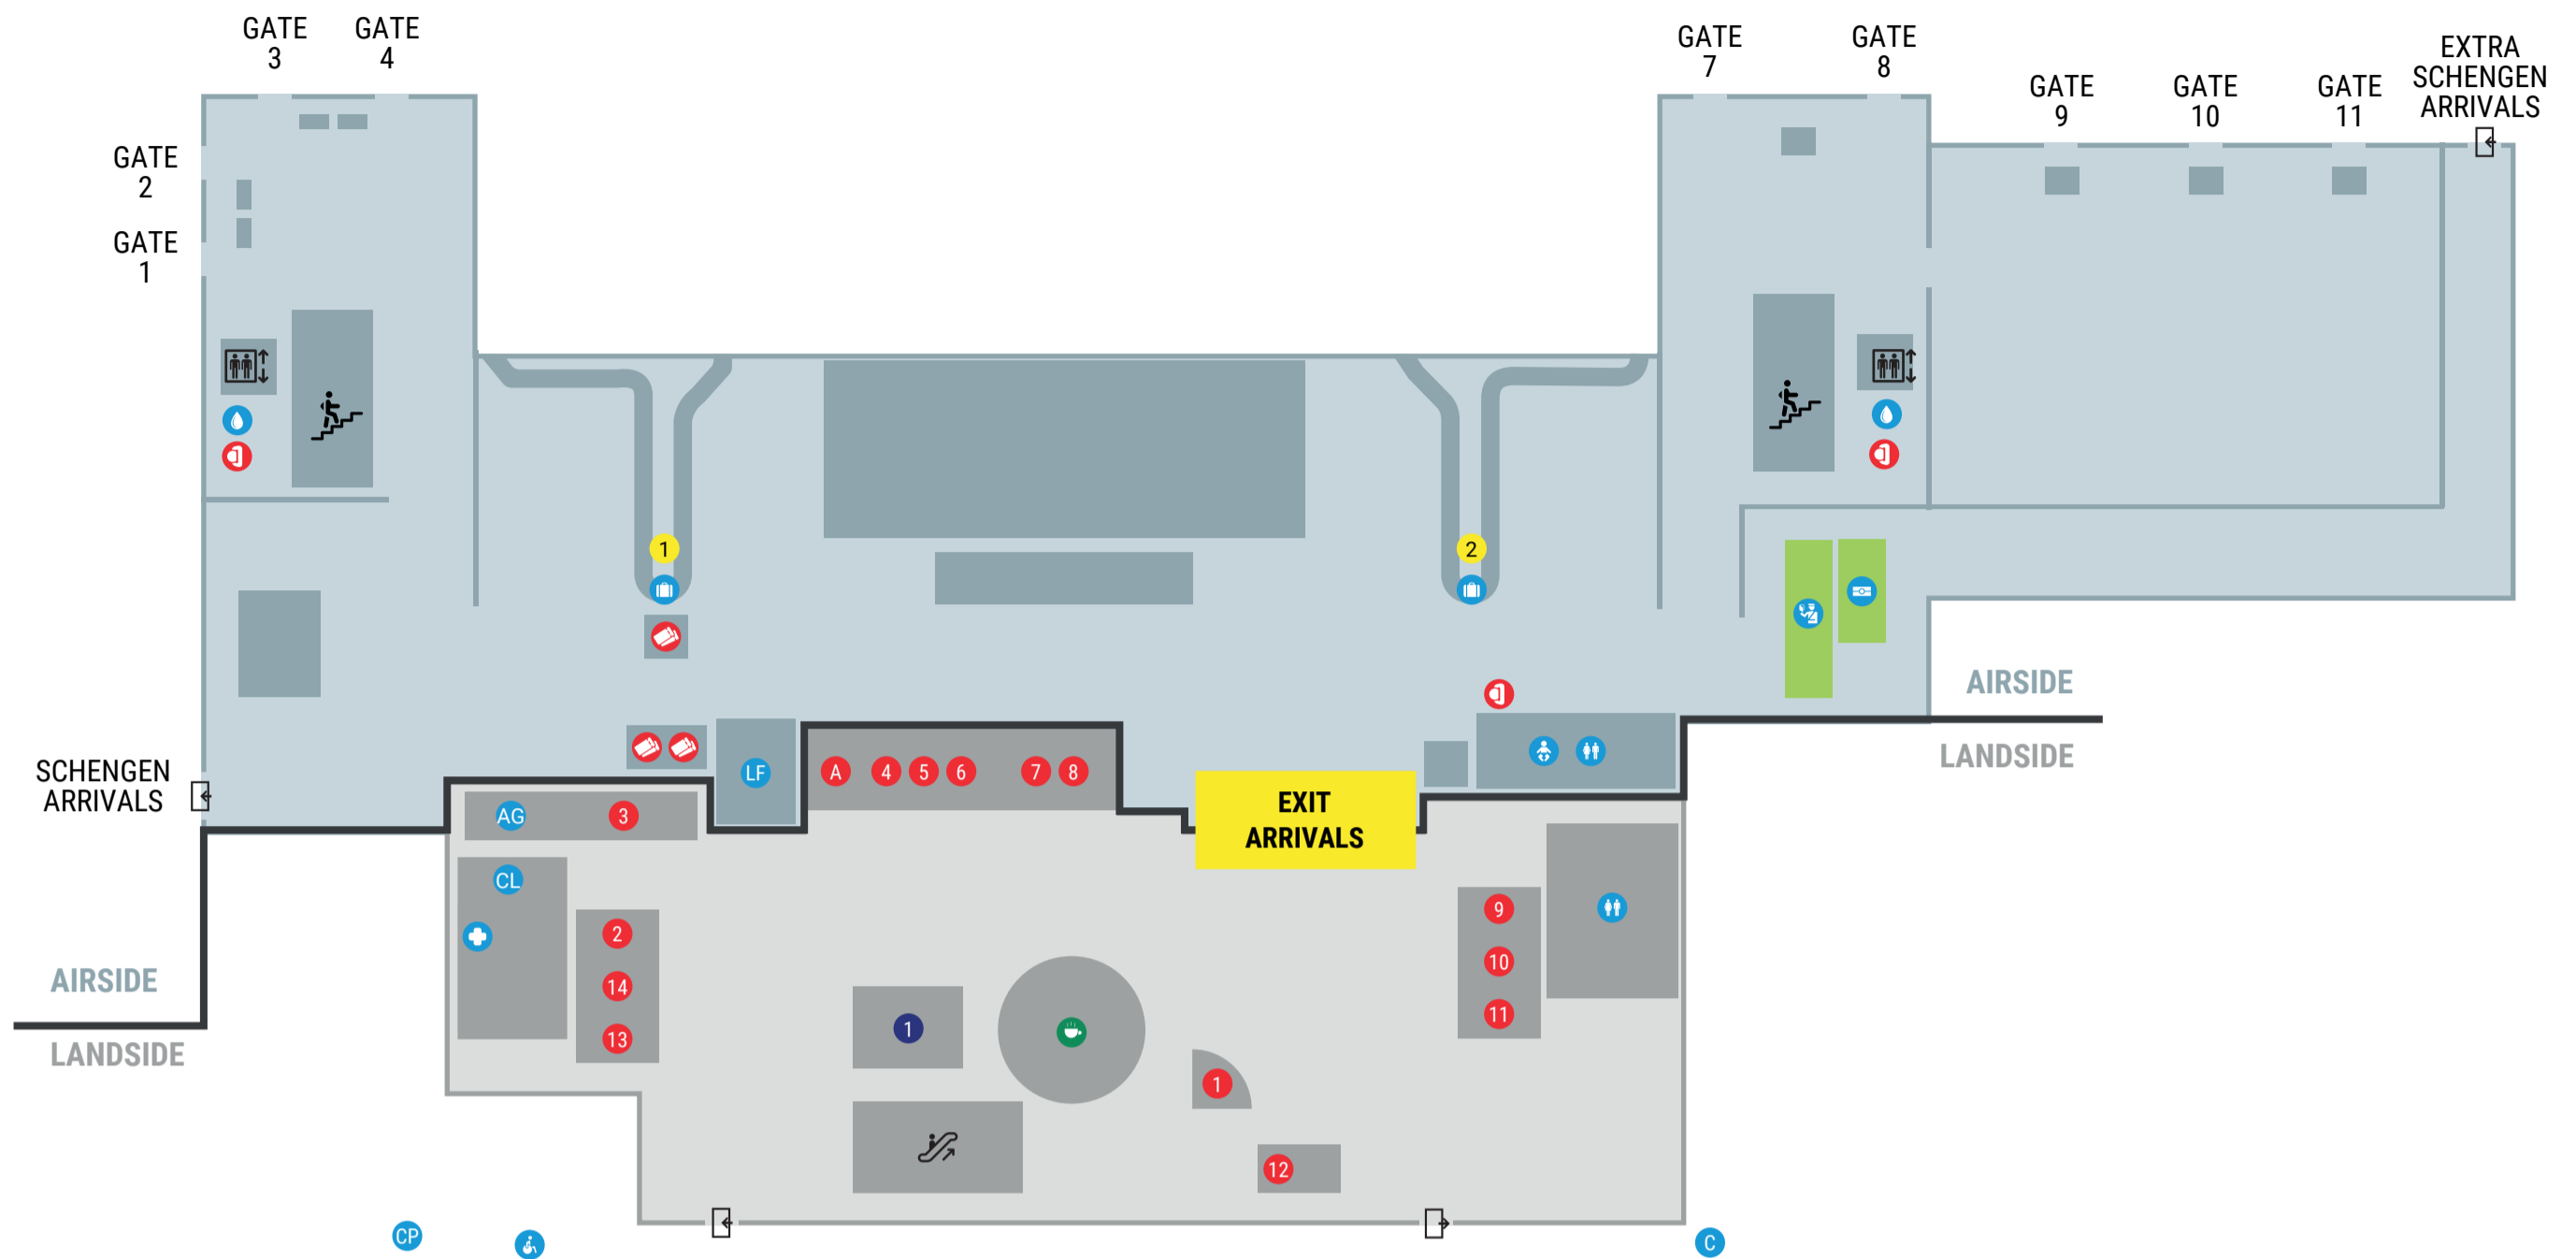 GATE
3
GATE
4
GATE
7
GATE
8
GATE
9
GATE
10
GATE
11
EXTRA
SCHENGEN
ARRIVALS
GATE
2
GATE
1
1
2
AIRSIDE
LANDSIDE
SCHENGEN
ARRIVALS
LF
A
4
5
6
7
8
EXIT
ARRIVALS
AG
3
CL
2
14
13
9
10
11
1
1
12
AIRSIDE
LANDSIDE
CP
C